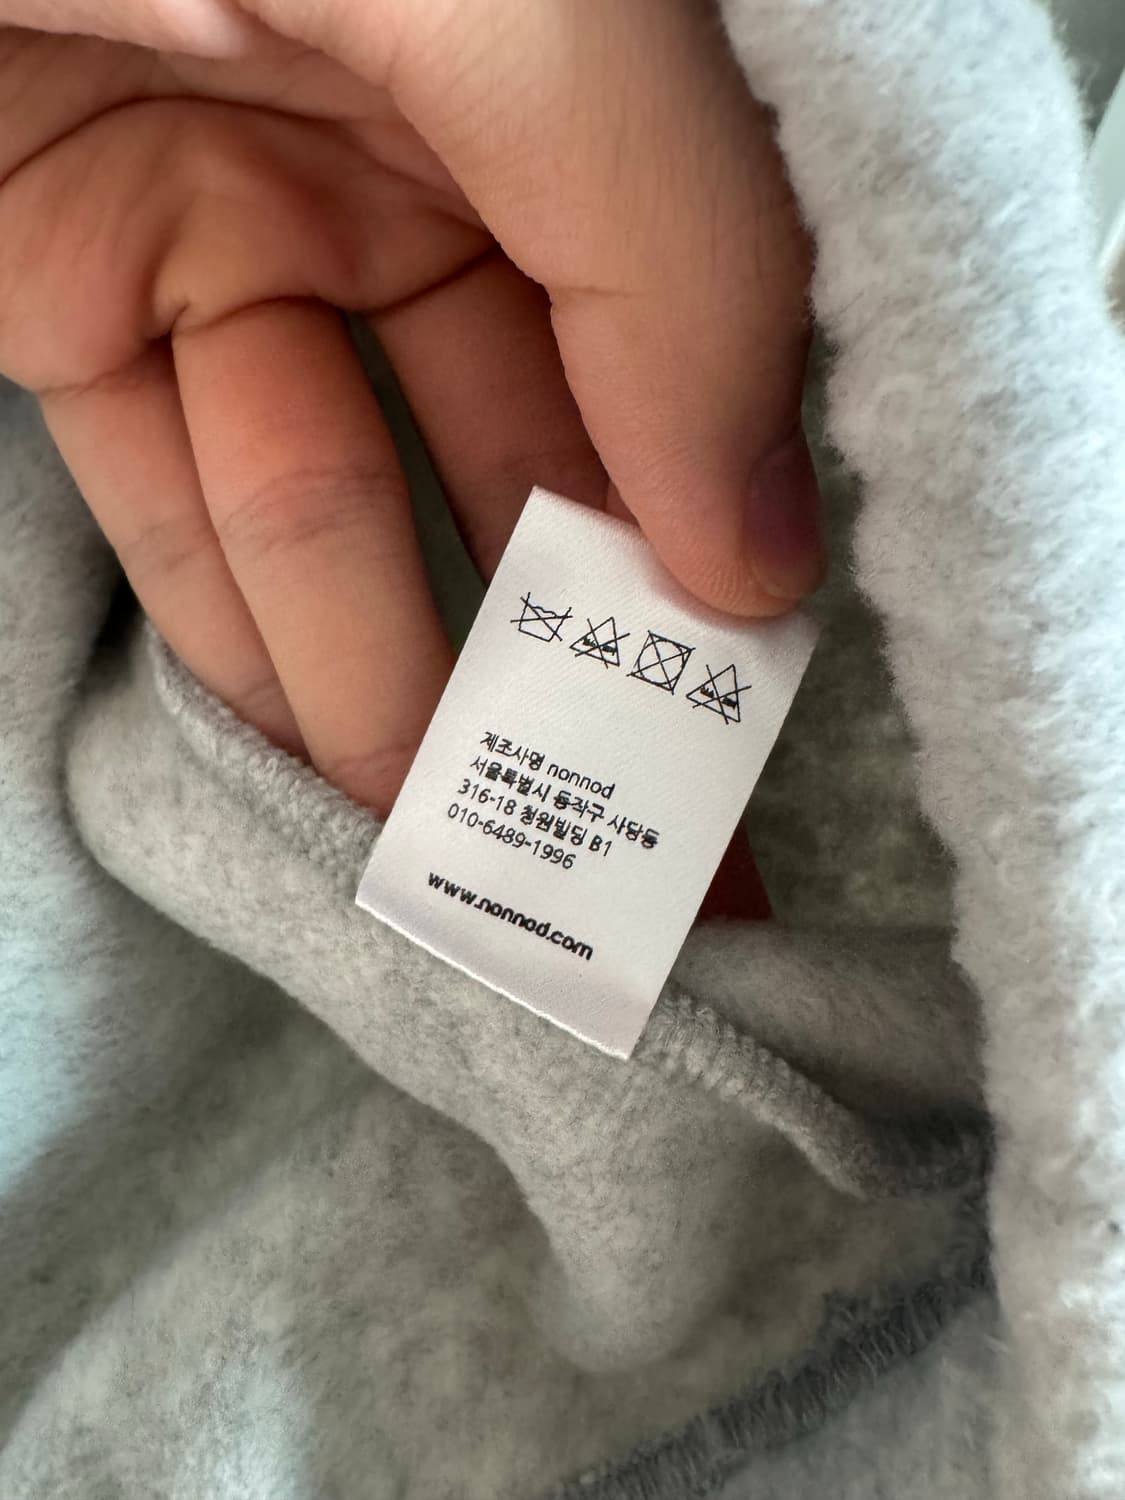 제조사명 nonnod
서울특별시 동작구 사당동
316-18 청원빌딩 B1
010-6489-1996
www.nonnod.com